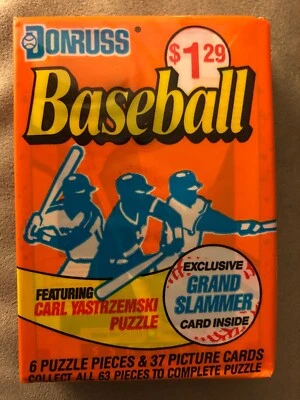 DONRUSS
$1.29
Baseball
FEATURING
CARL YASTRZEMSKI
PUZZLE
EXCLUSIVE
GRAND
SLAMMER
CARD INSIDE
6 PUZZLE PIECES & 37 PICTURE CARDS
COLLECT ALL 63 PIECES TO COMPLETE PUZZLE